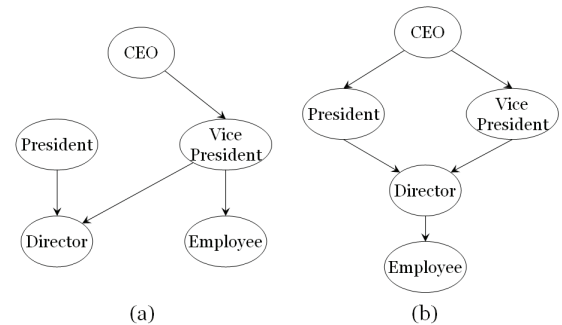 CEO
President
Vice
President
Director
Employee
(a)
CEO
President
Vice
President
Director
Employee
(b)